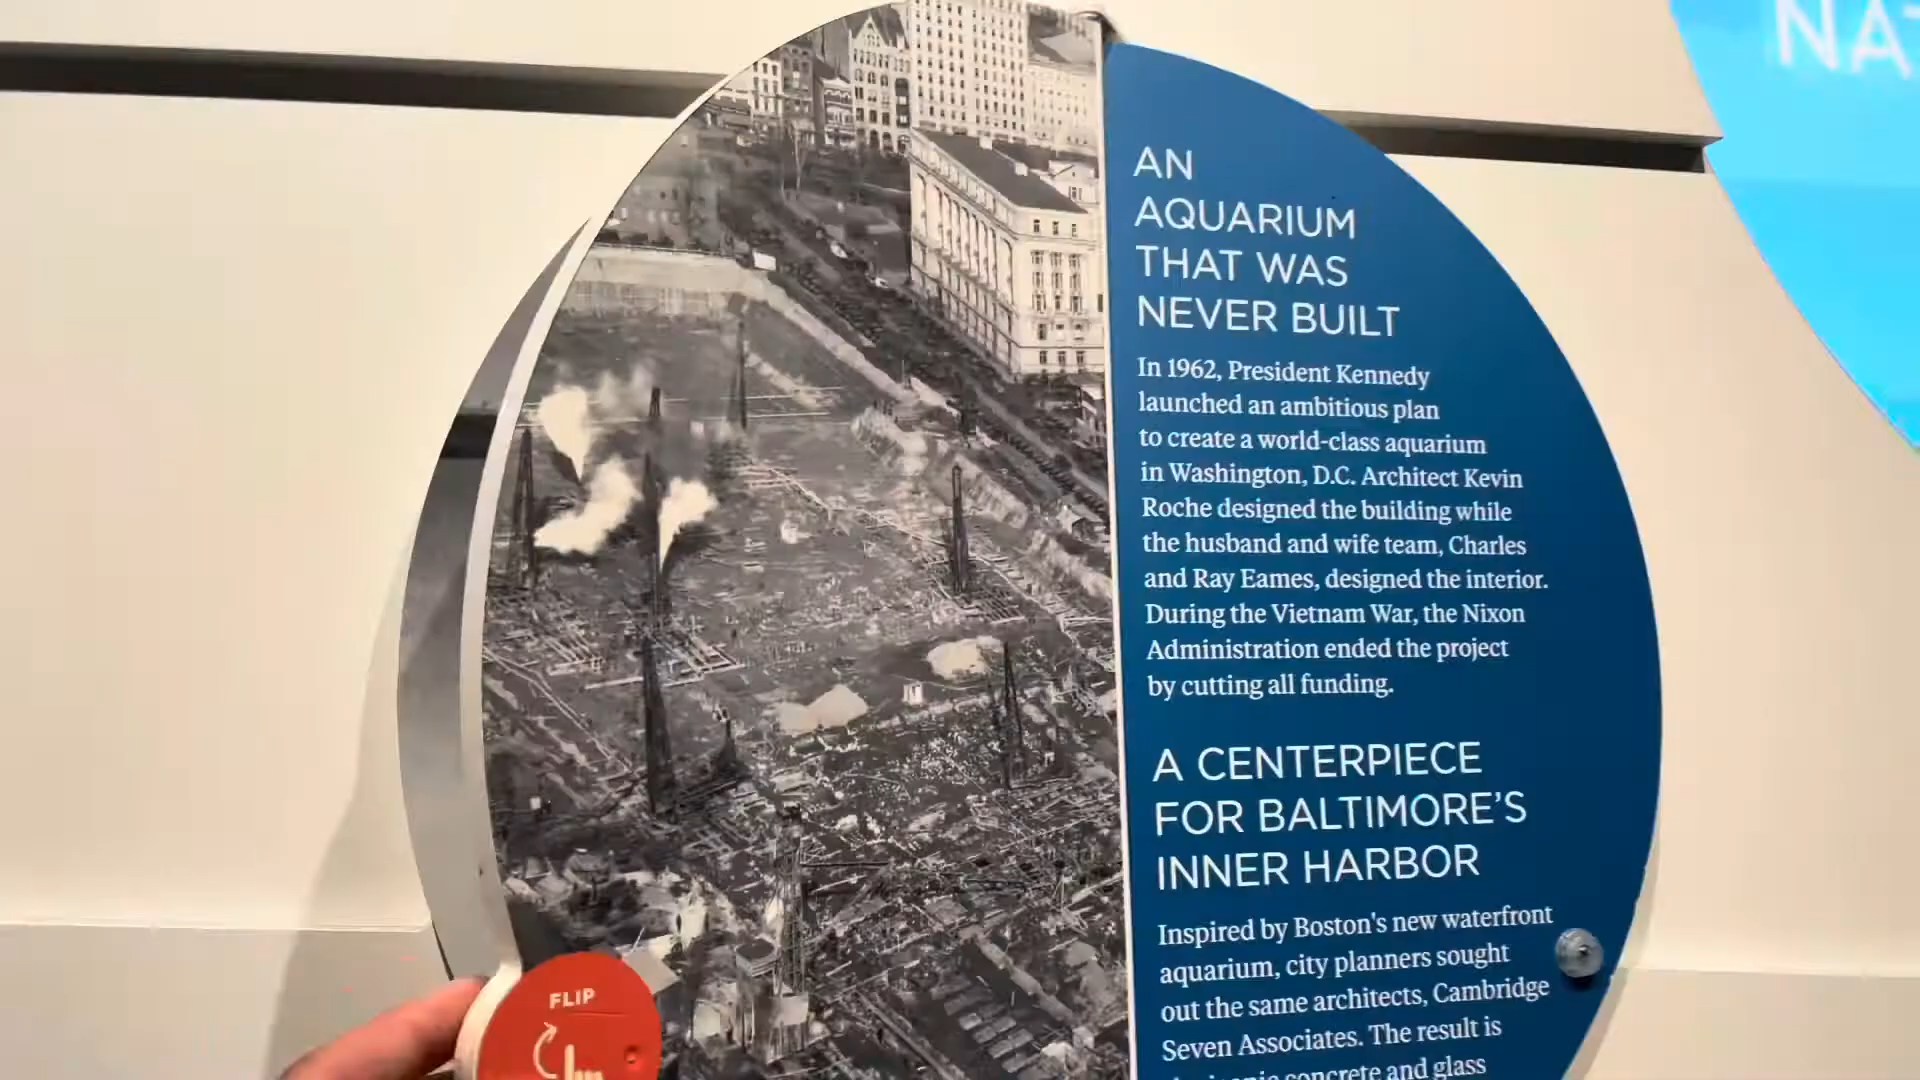 NA
AN
AQUARIUM
THAT WAS
NEVER BUILT
In 1962, President Kennedy
launched an ambitious plan
to create a world-class aquarium
in Washington, D.C. Architect Kevin
Roche designed the building while
the husband and wife team, Charles
and Ray Eames, designed the interior.
During the Vietnam War, the Nixon
Administration ended the project
by cutting all funding.
A CENTERPIECE
FOR BALTIMORE'S
INNER HARBOR
Inspired by Boston's new waterfront
aquarium, city planners sought
out the same architects, Cambridge
Seven Associates. The result is
concrete and glass
FLIP